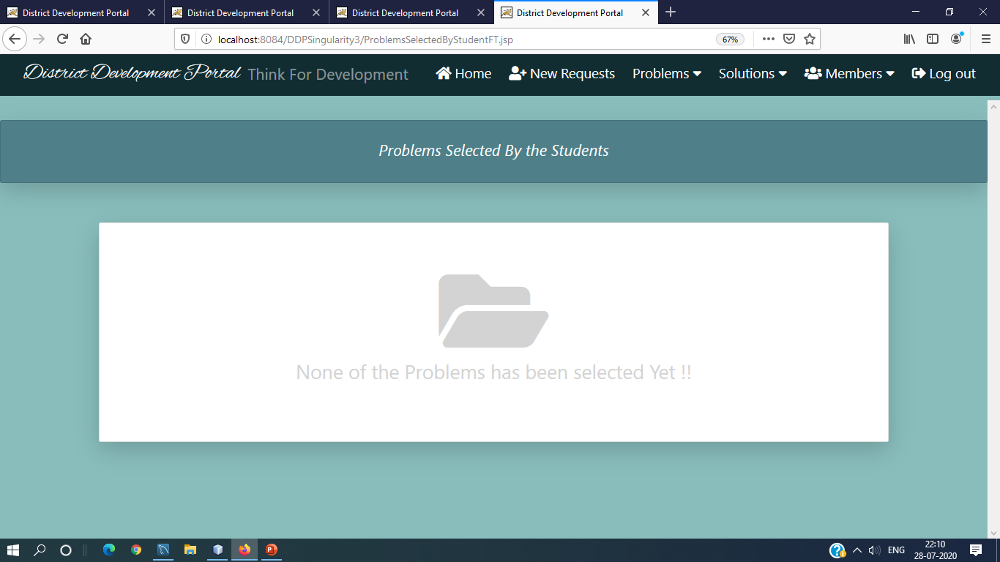 District Development Portal District Development Portal District Development Portal District Development Portal
localhost:8084/DDPSingularity3/ProblemsSelectedByStudentFT.jsp 67%
District Development Portal Think For Development Home New Requests Problems Solutions Members Log out
Problems Selected By the Students
None of the Problems has been selected Yet !!
ENG 22:10
28-07-2020